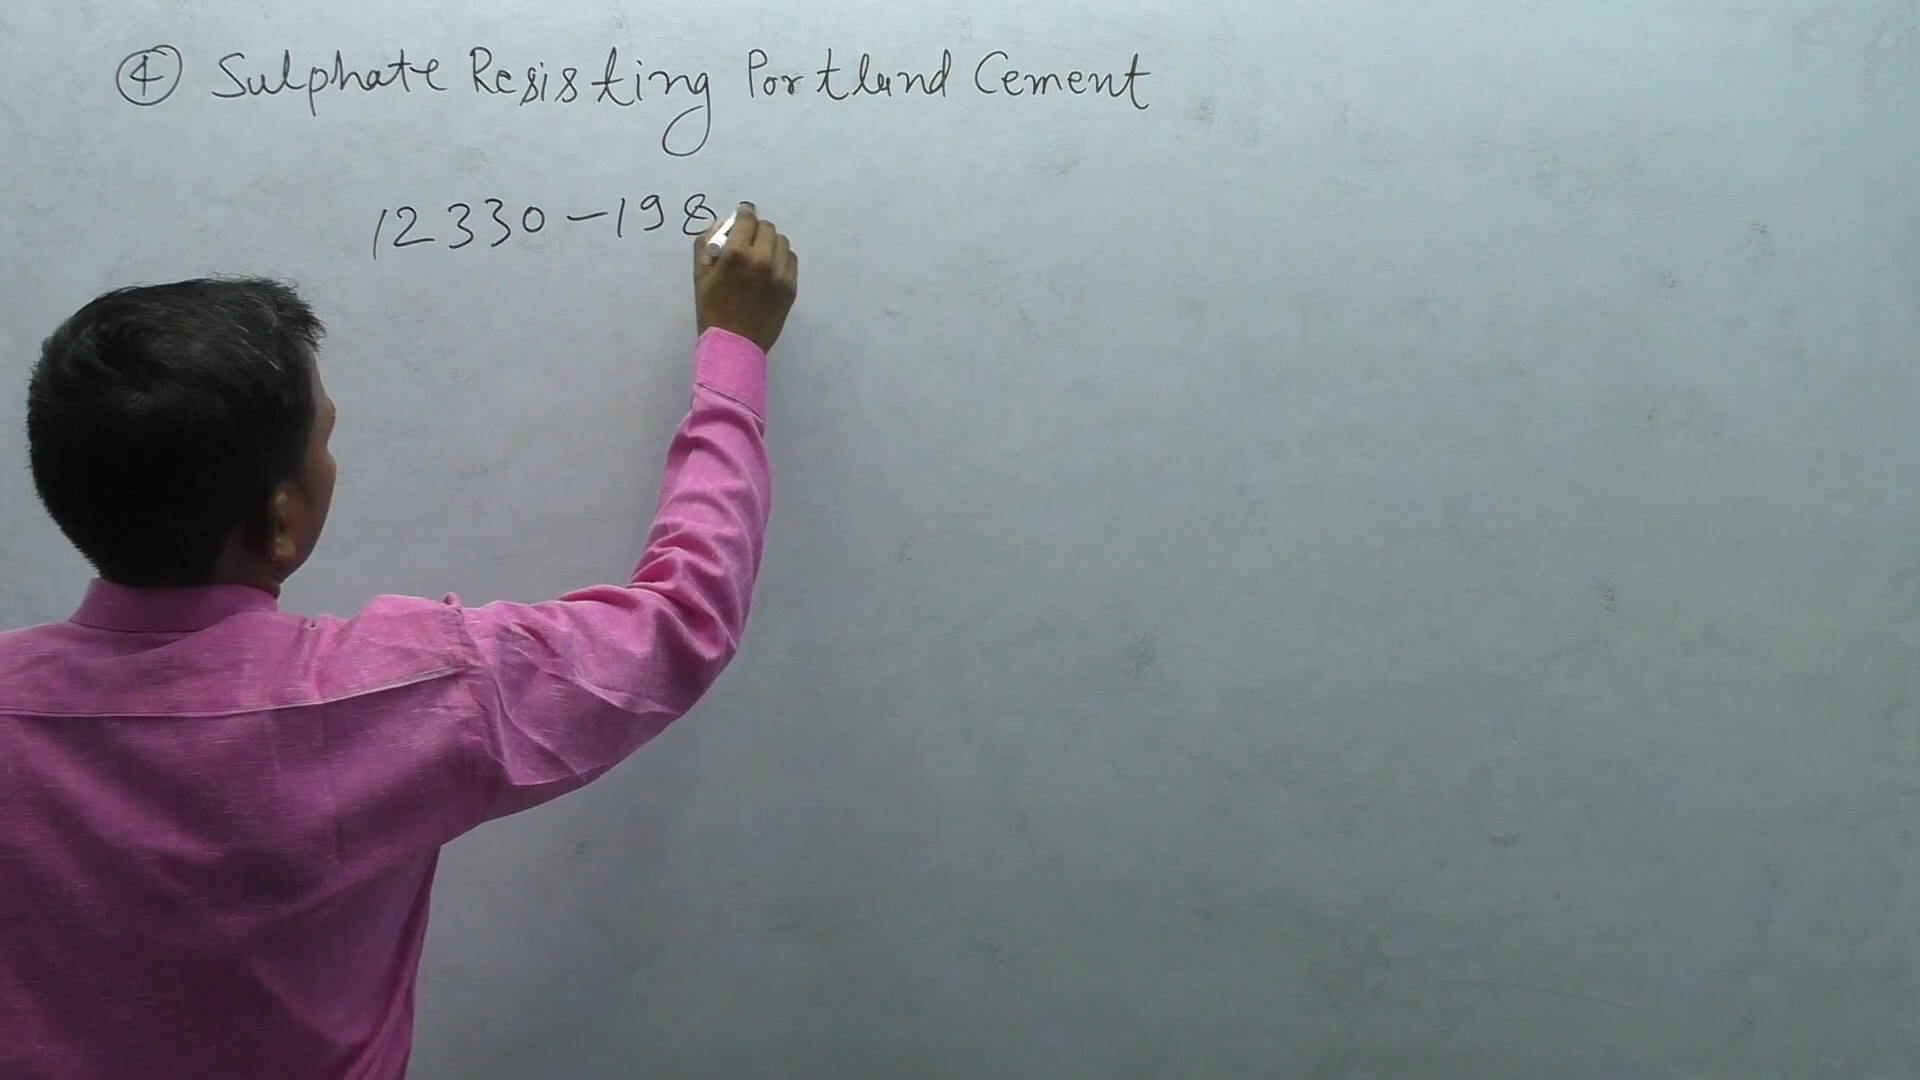 ④ Sulphate Resisting Portland Cement
12330-198